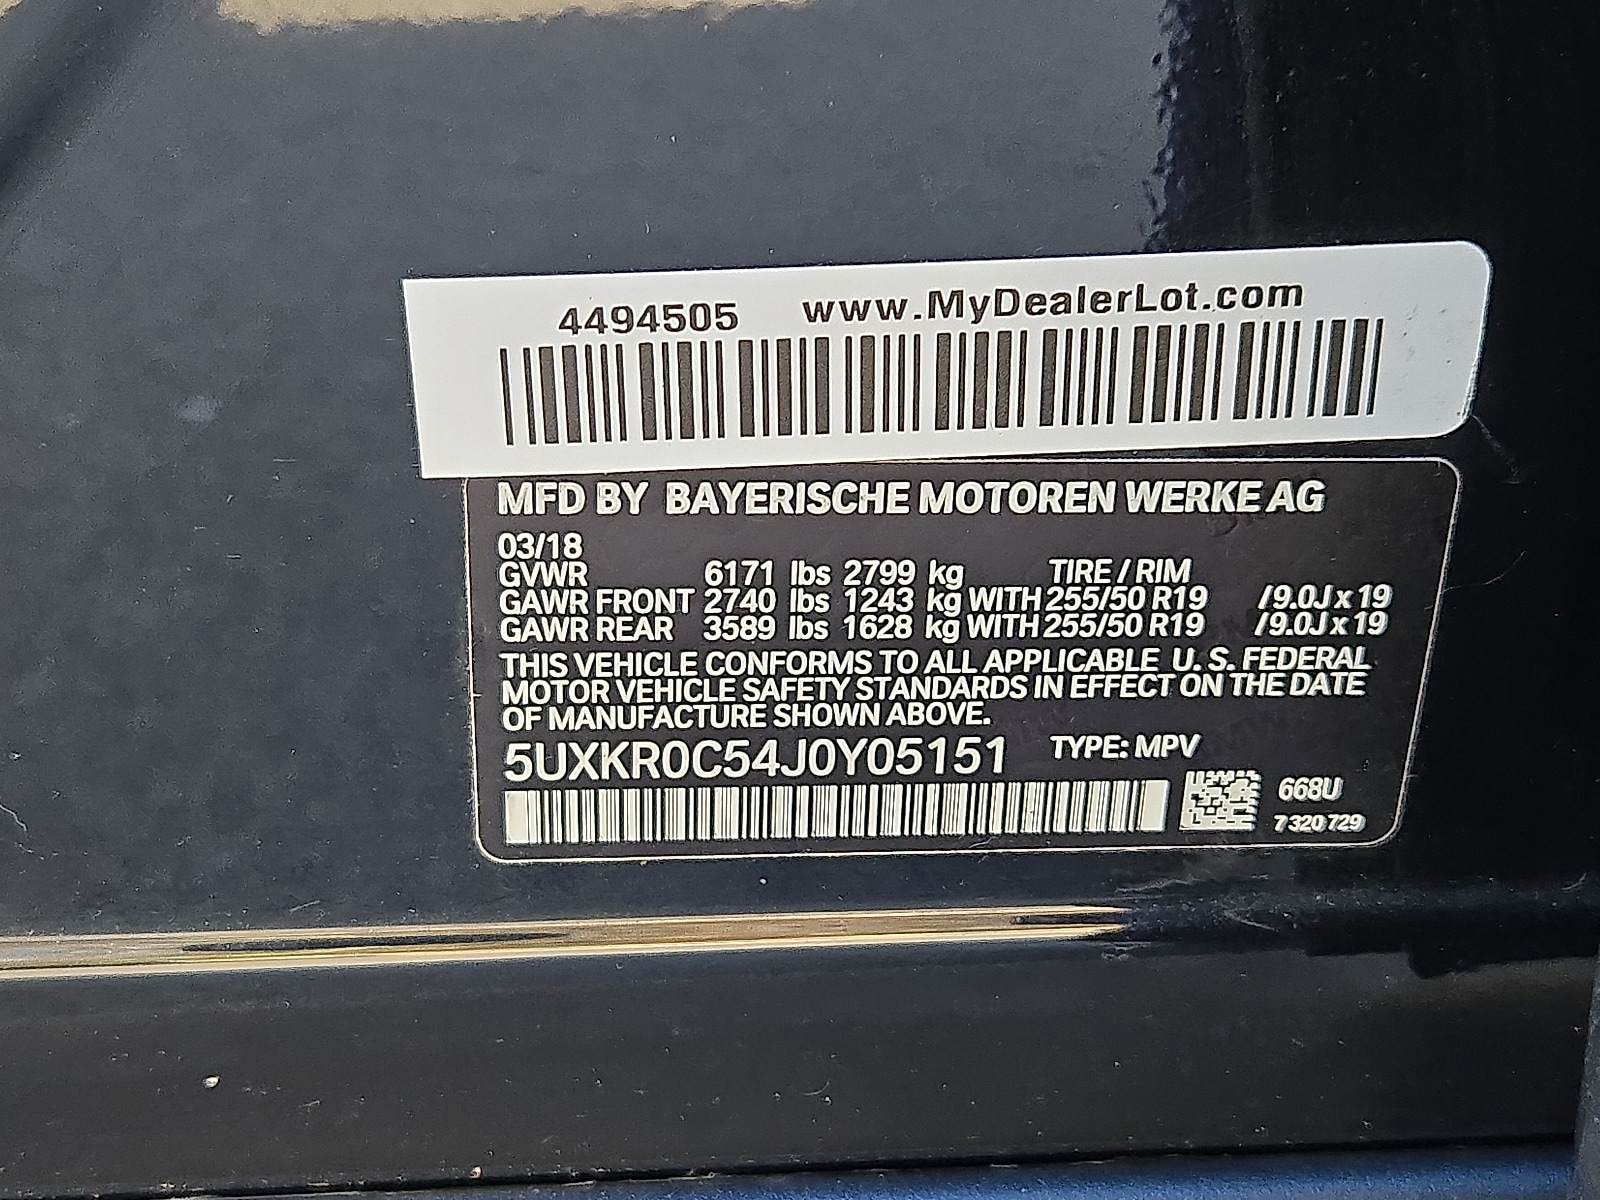 4494505 www.MyDealerLot.com
MFD BY BAYERISCHE MOTOREN WERKE AG
03/18
GVWR 6171 lbs 2799 kg TIRE / RIM
GAWR FRONT 2740 lbs 1243 kg WITH 255/50 R19 /9.0J x 19
GAWR REAR 3589 lbs 1628 kg WITH 255/50 R19 /9.0J x 19
THIS VEHICLE CONFORMS TO ALL APPLICABLE U. S. FEDERAL
MOTOR VEHICLE SAFETY STANDARDS IN EFFECT ON THE DATE
OF MANUFACTURE SHOWN ABOVE.
5UXKR0C54J0Y05151 TYPE: MPV
668U
7 320 729